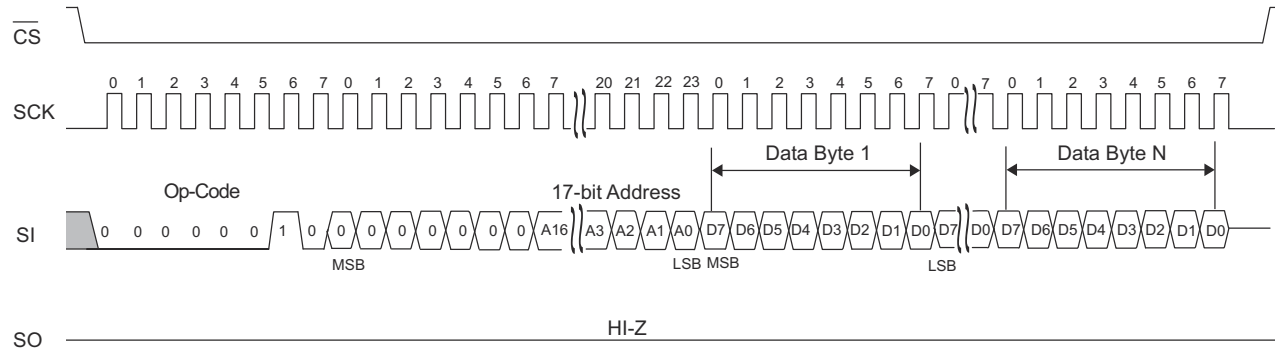 CS
0 1 2 3 4 5 6 7 0 1 2 3 4 5 6 7 20 21 22 23 0 1 2 3 4 5 6 7 0 7 0 1 2 3 4 5 6 7
SCK
Data Byte 1 Data Byte N
Op-Code 17-bit Address
SI 0 0 0 0 0 0 1 0 0 0 0 0 0 0 0 A16 A3 A2 A1 A0 D7 D6 D5 D4 D3 D2 D1 D0 D7 D0 D7 D6 D5 D4 D3 D2 D1 D0
MSB LSB MSB LSB
HI-Z
SO